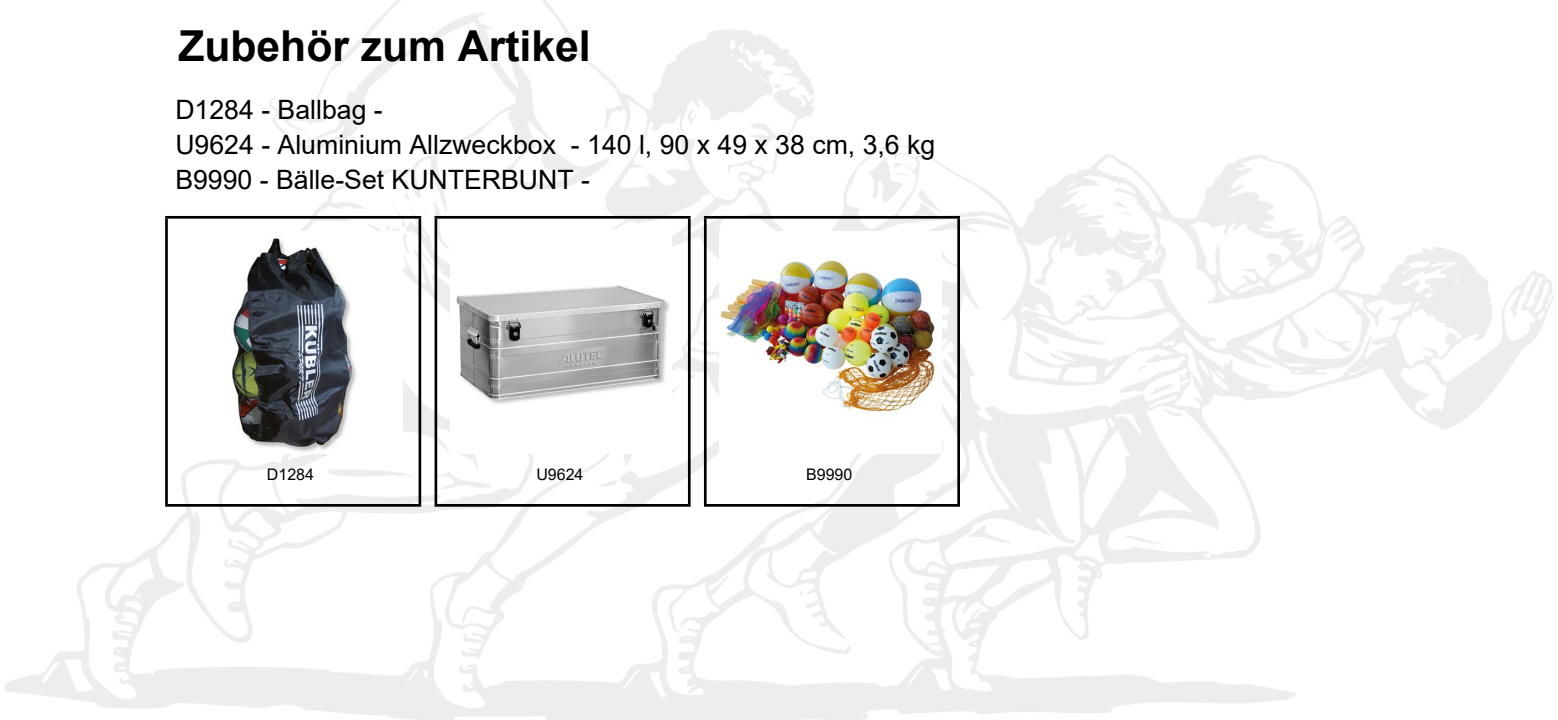 Zubehör zum Artikel
D1284 - Ballbag -
U9624 - Aluminium Allzweckbox - 140 l, 90 x 49 x 38 cm, 3,6 kg
B9990 - Bälle-Set KUNTERBUNT -
KÜBLER
SPORT
ALUTEC
D1284
U9624
B9990